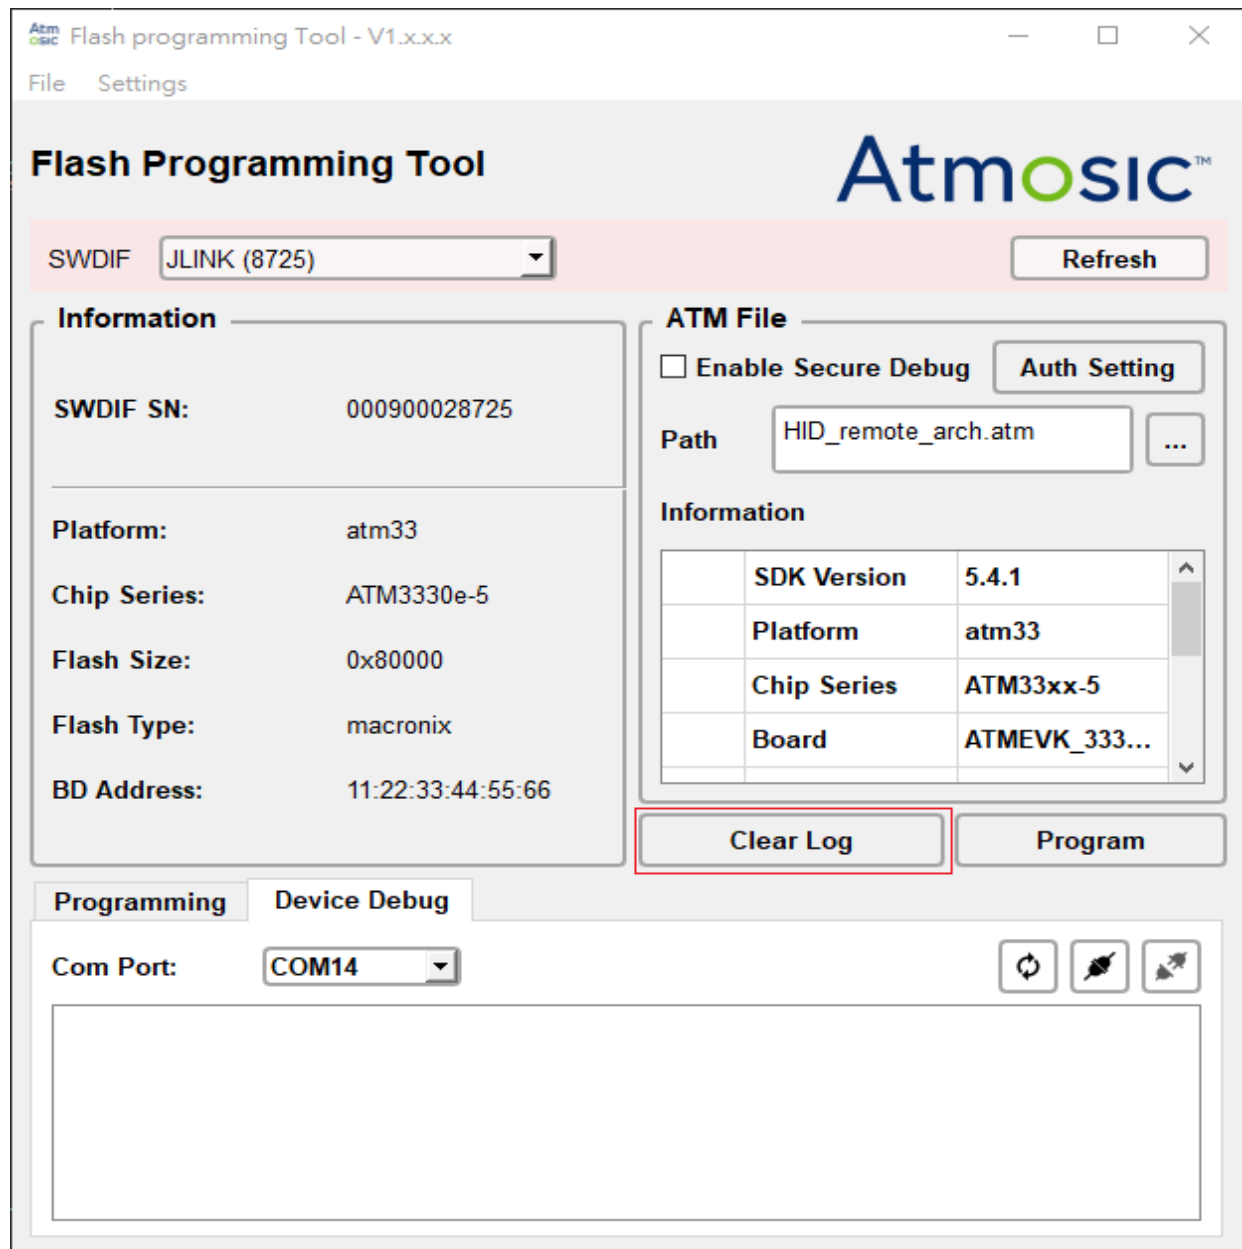 Atmosic Flash programming Tool - V1.x.x.x
File Settings
Flash Programming Tool
Atmosic™
SWDIF JLINK (8725) Refresh
Information
SWDIF SN: 000900028725
Platform: atm33
Chip Series: ATM3330e-5
Flash Size: 0x80000
Flash Type: macronix
BD Address: 11:22:33:44:55:66
ATM File
Enable Secure Debug Auth Setting
Path HID_remote_arch.atm ...
Information
SDK Version 5.4.1
Platform atm33
Chip Series ATM33xx-5
Board ATMEVK_333...
Clear Log Program
Programming Device Debug
Com Port: COM14